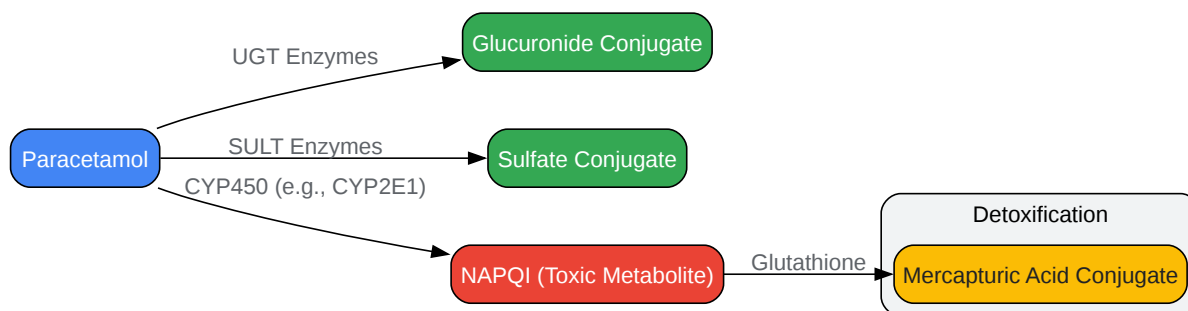 Glucuronide Conjugate
UGT Enzymes
Paracetamol
SULT Enzymes
Sulfate Conjugate
CYP450 (e.g., CYP2E1)
Detoxification
NAPQI (Toxic Metabolite)
Glutathione
Mercapturic Acid Conjugate